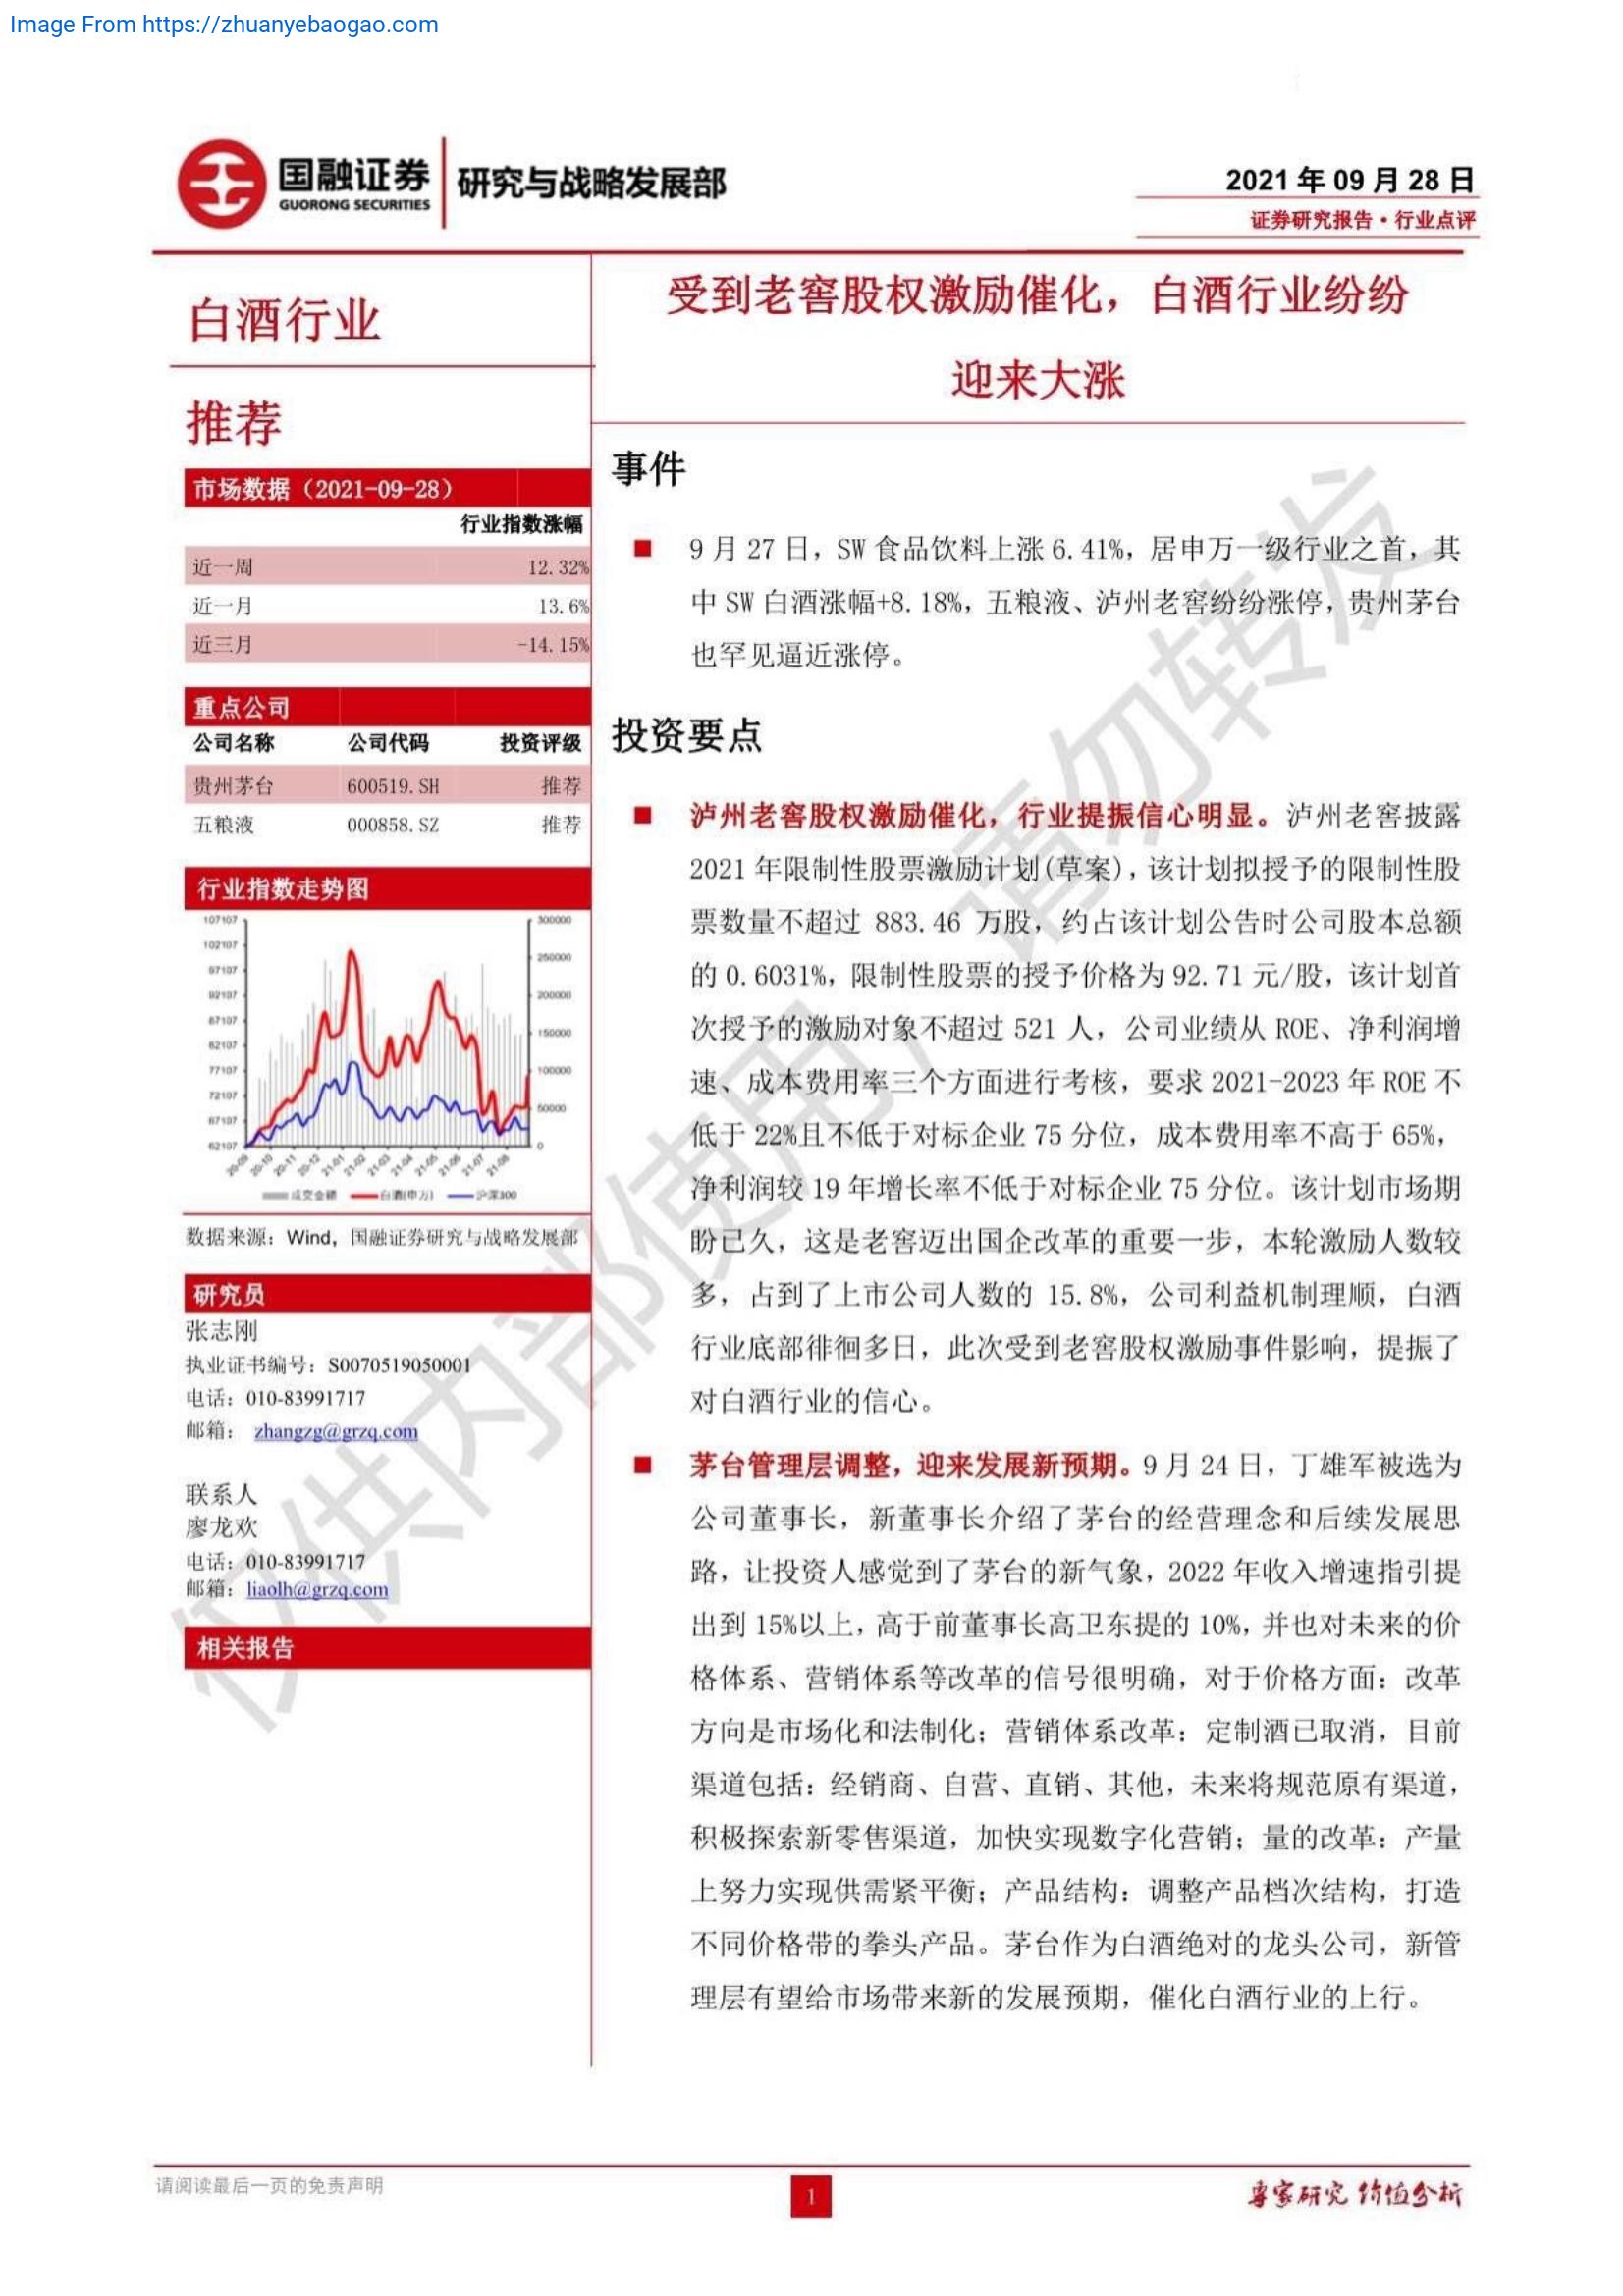 Image From https://zhuanyebaogao.com
国融证券
GUORONG SECURITIES
研究与战略发展部
2021 年 09 月 28 日
证券研究报告·行业点评
白酒行业
推荐
市场数据（2021-09-28）
行业指数涨幅
近一周 12.32%
近一月 13.6%
近三月 -14.15%
重点公司
公司名称 公司代码 投资评级
贵州茅台 600519.SH 推荐
五粮液 000858.SZ 推荐
行业指数走势图
107107
102107
97107
92107
87107
82107
77107
72107
67107
62107
300000
250000
200000
150000
100000
50000
0
20-09 20-10 20-11 20-12 21-01 21-02 21-03 21-04 21-05 21-06 21-07 21-08
成交金额 白酒(申万) 沪深300
数据来源：Wind，国融证券研究与战略发展部
研究员
张志刚
执业证书编号：S0070519050001
电话：010-83991717
邮箱： zhangzg@grzq.com
联系人
廖龙欢
电话：010-83991717
邮箱：liaolh@grzq.com
相关报告
受到老窖股权激励催化，白酒行业纷纷
迎来大涨
事件
9 月 27 日，SW 食品饮料上涨 6.41%，居申万一级行业之首，其
中 SW 白酒涨幅+8.18%，五粮液、泸州老窖纷纷涨停，贵州茅台
也罕见逼近涨停。
投资要点
泸州老窖股权激励催化，行业提振信心明显。泸州老窖披露
2021 年限制性股票激励计划(草案)，该计划拟授予的限制性股
票数量不超过 883.46 万股，约占该计划公告时公司股本总额
的 0.6031%，限制性股票的授予价格为 92.71 元/股，该计划首
次授予的激励对象不超过 521 人，公司业绩从 ROE、净利润增
速、成本费用率三个方面进行考核，要求 2021-2023 年 ROE 不
低于 22%且不低于对标企业 75 分位，成本费用率不高于 65%，
净利润较 19 年增长率不低于对标企业 75 分位。该计划市场期
盼已久，这是老窖迈出国企改革的重要一步，本轮激励人数较
多，占到了上市公司人数的 15.8%，公司利益机制理顺，白酒
行业底部徘徊多日，此次受到老窖股权激励事件影响，提振了
对白酒行业的信心。
茅台管理层调整，迎来发展新预期。9 月 24 日，丁雄军被选为
公司董事长，新董事长介绍了茅台的经营理念和后续发展思
路，让投资人感觉到了茅台的新气象，2022 年收入增速指引提
出到 15%以上，高于前董事长高卫东提的 10%，并也对未来的价
格体系、营销体系等改革的信号很明确，对于价格方面：改革
方向是市场化和法制化；营销体系改革：定制酒已取消，目前
渠道包括：经销商、自营、直销、其他，未来将规范原有渠道，
积极探索新零售渠道，加快实现数字化营销；量的改革：产量
上努力实现供需紧平衡；产品结构：调整产品档次结构，打造
不同价格带的拳头产品。茅台作为白酒绝对的龙头公司，新管
理层有望给市场带来新的发展预期，催化白酒行业的上行。
仅供内部使用，请勿转发
请阅读最后一页的免责声明
1
专家研究 价值分析